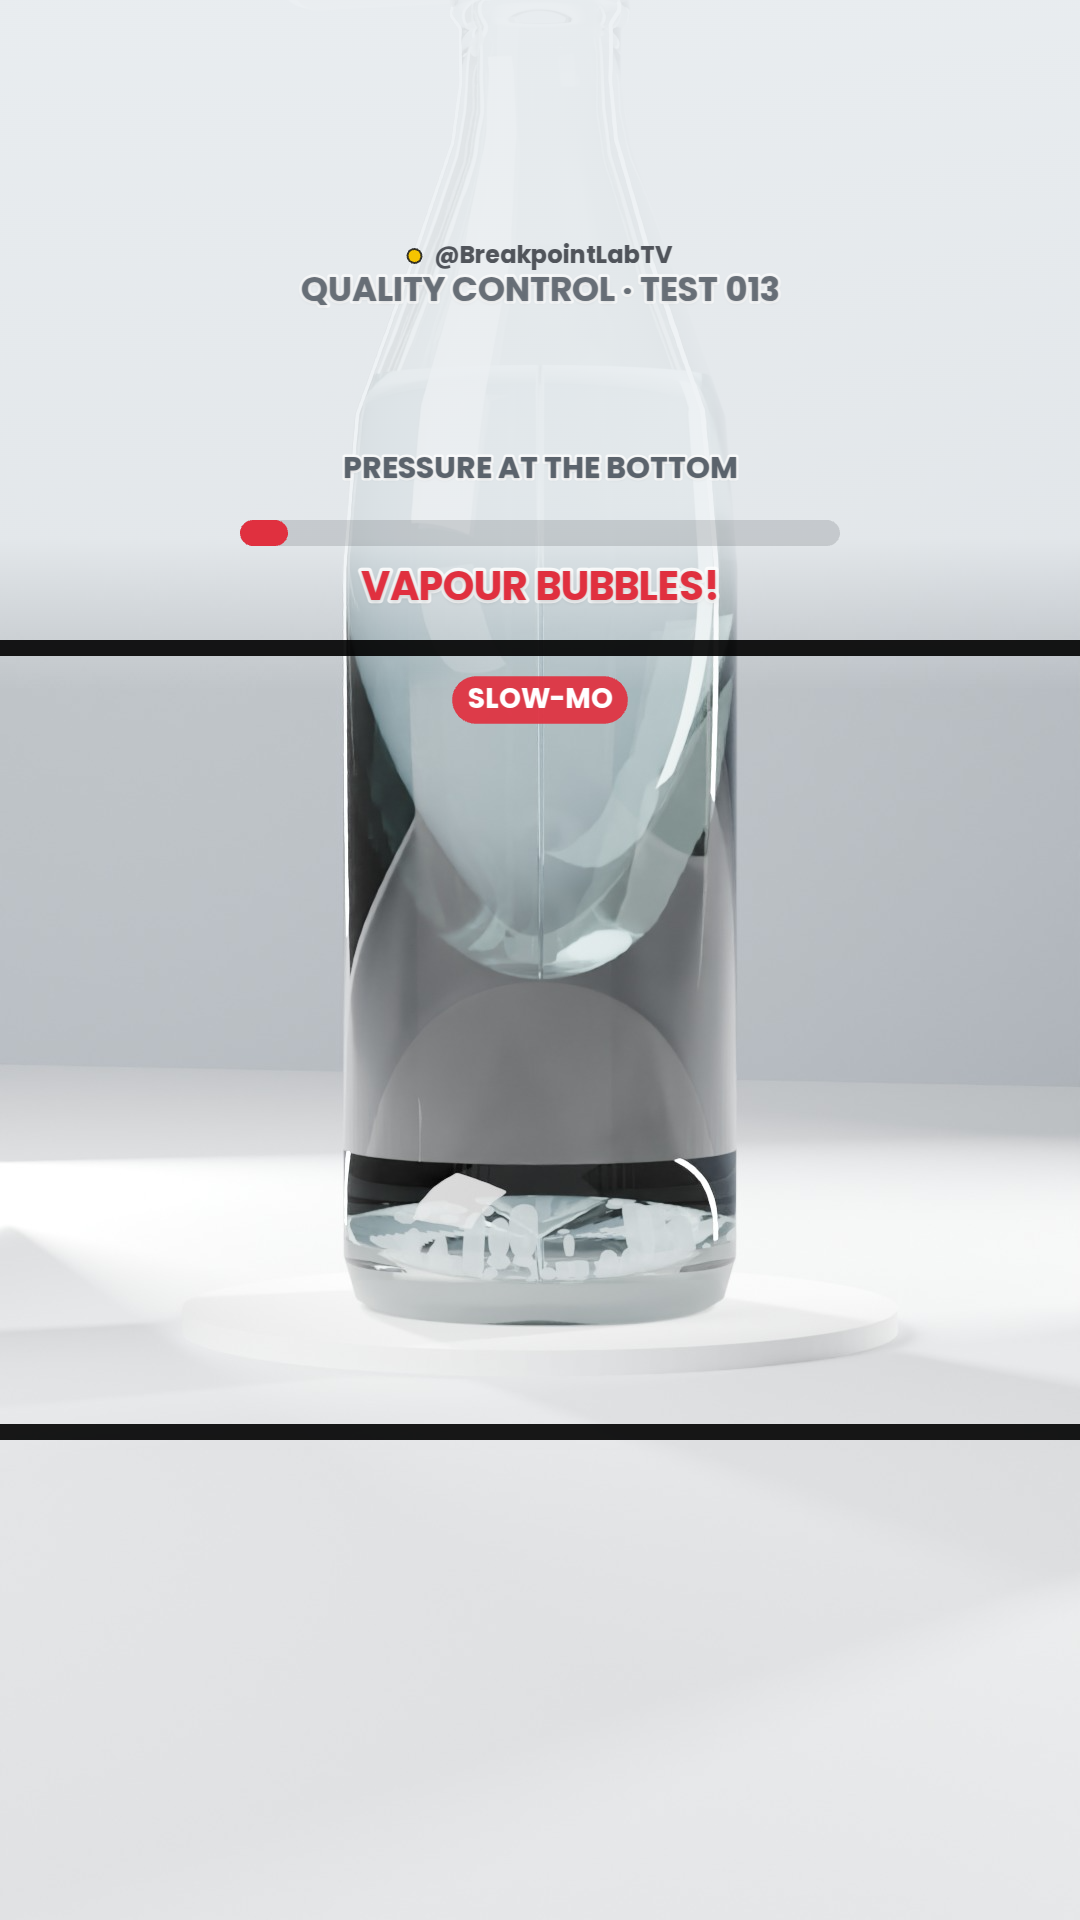 @BreakpointLabTV
QUALITY CONTROL · TEST 013
PRESSURE AT THE BOTTOM
VAPOUR BUBBLES!
SLOW-MO